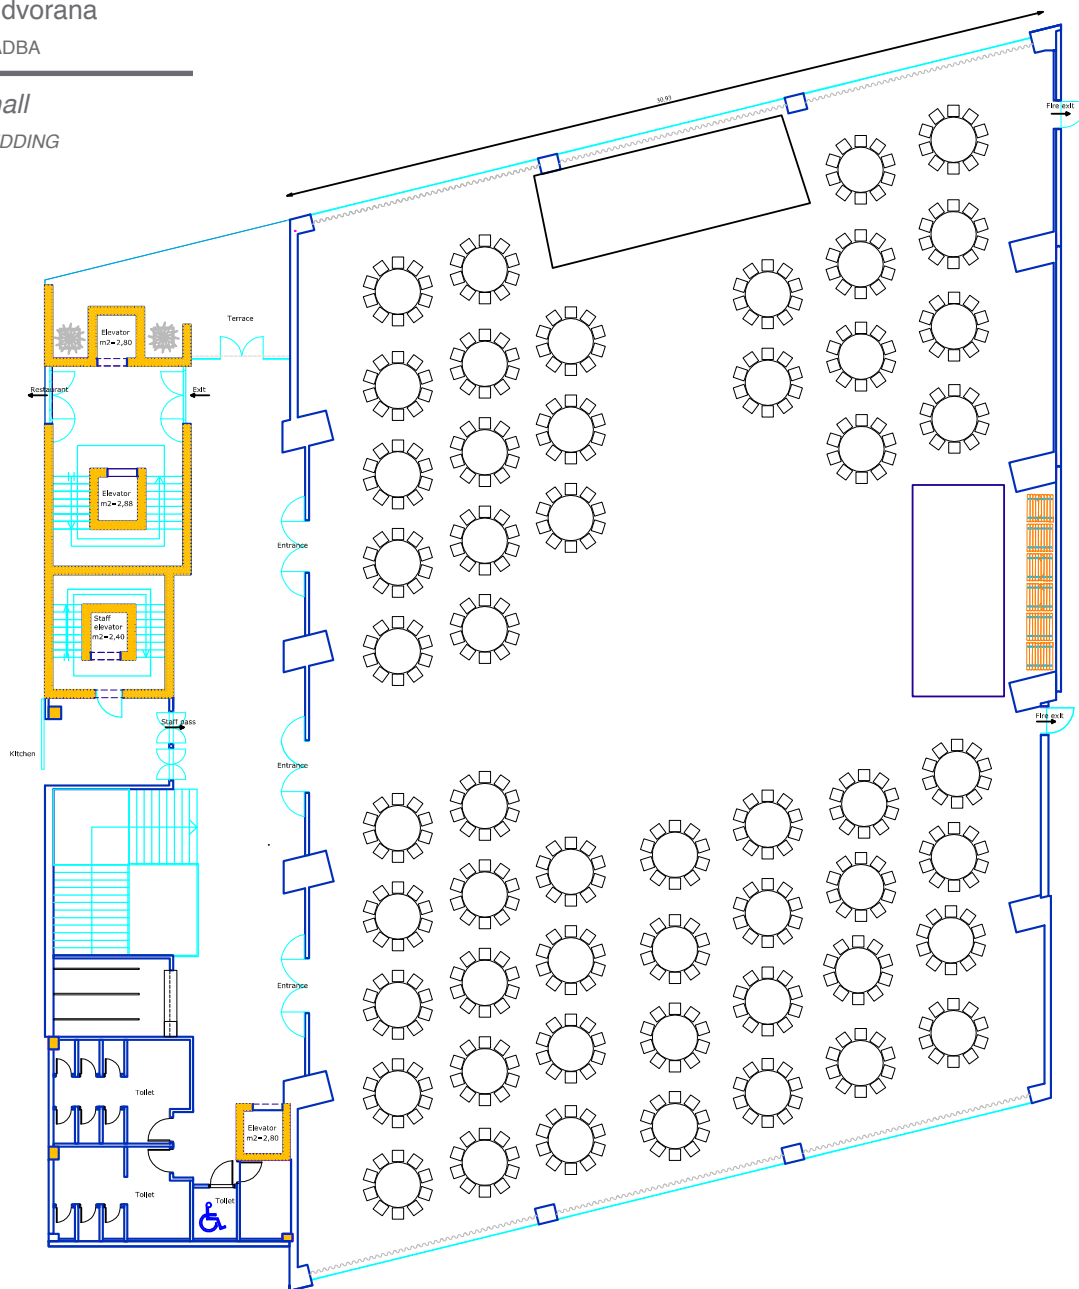 dvorana
ADBA
hall
DDING
30.93
Fire exit
Terrace
Elevator
m2=2,80
Restaurant
Exit
Elevator
m2=2,88
Entrance
Staff
elevator
m2=2,40
Staff pass
Fire exit
Kitchen
Entrance
Entrance
Toilet
Elevator
m2=2,80
Toilet
Toilet